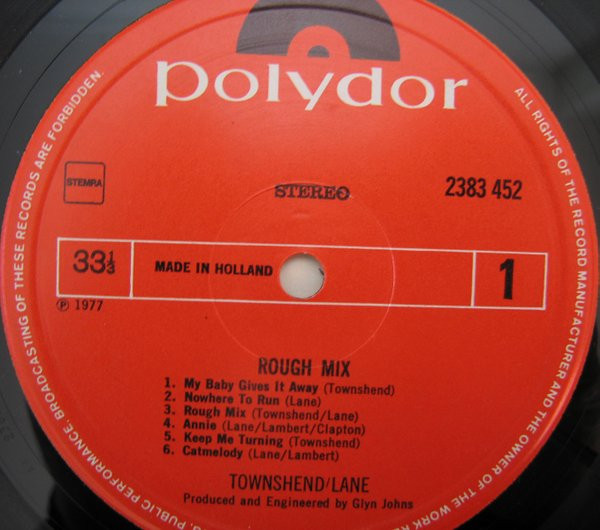 polydor
BROADCASTING OF THESE RECORDS ARE FORBIDDEN.
ALL RIGHTS OF THE RECORD MANUFACTURER AND OF THE OWNER OF THE WORK
STEMRA
STEREO
2383 452
33⅓
MADE IN HOLLAND
1
℗ 1977
ROUGH MIX
1. My Baby Gives It Away (Townshend)
2. Nowhere To Run (Lane)
3. Rough Mix (Townshend/Lane)
4. Annie (Lane/Lambert/Clapton)
5. Keep Me Turning (Townshend)
6. Catmelody (Lane/Lambert)
TOWNSHEND/LANE
Produced and Engineered by Glyn Johns
PUBLIC PERFORMANCE,